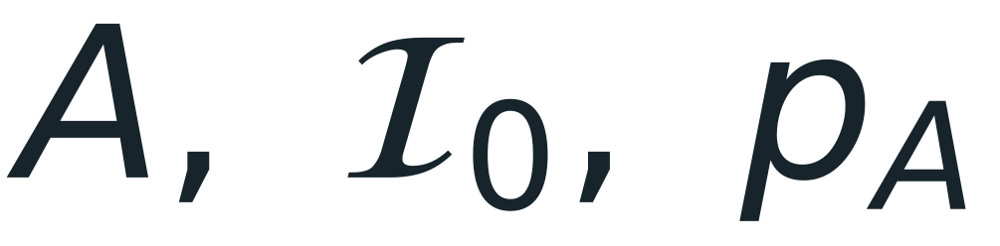 A, ℐ₀, p_A